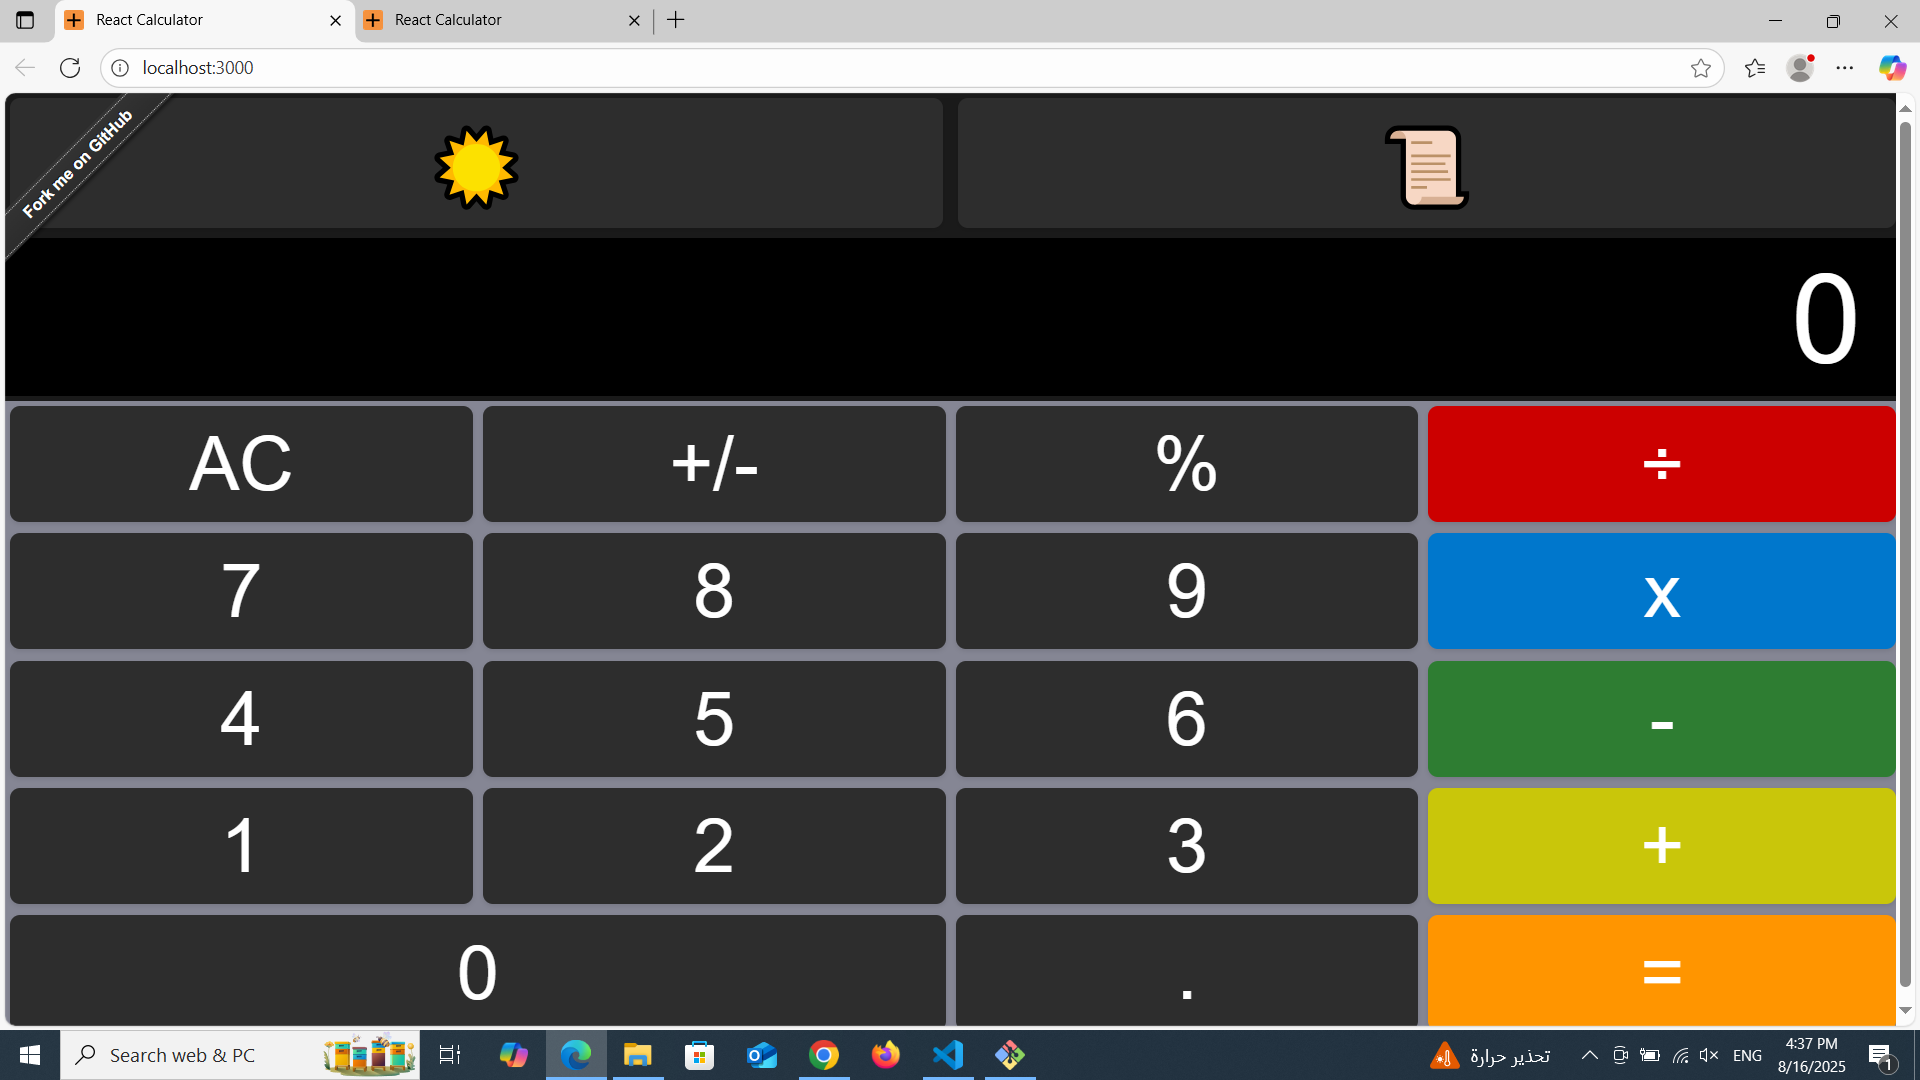 React Calculator
React Calculator
localhost:3000
Fork me on GitHub
0
AC +/- % ÷
7 8 9 x
4 5 6 -
1 2 3 +
0 . =
Search web & PC
تحذير حرارة
ENG
4:37 PM
8/16/2025
1